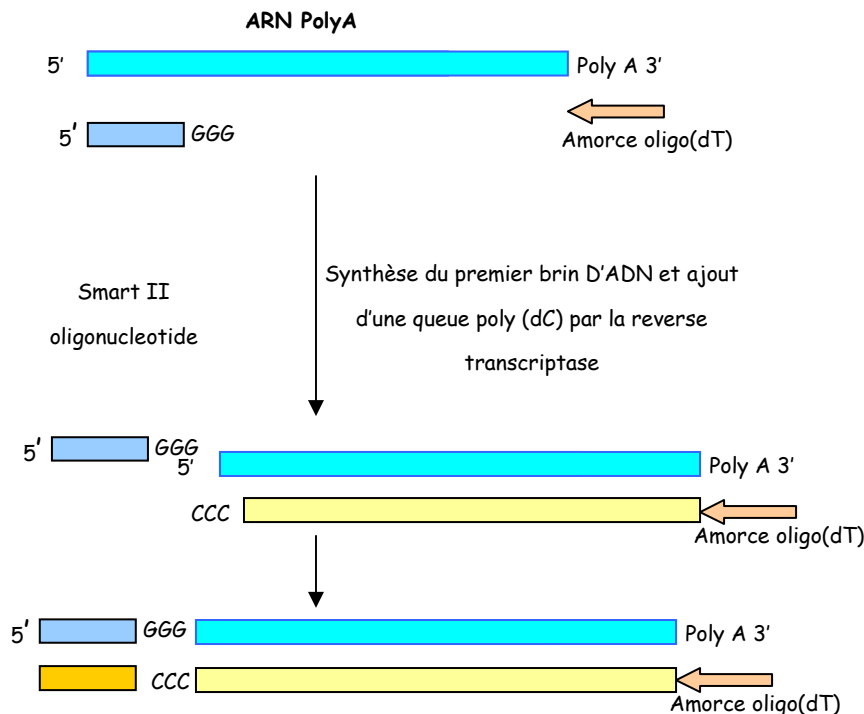 ARN PolyA
5'
Poly A 3'
5'
GGG
Amorce oligo(dT)
Smart II
oligonucleotide
Synthèse du premier brin D'ADN et ajout
d'une queue poly (dC) par la reverse
transcriptase
5'
GGG
5'
Poly A 3'
CCC
Amorce oligo(dT)
5'
GGG
Poly A 3'
CCC
Amorce oligo(dT)